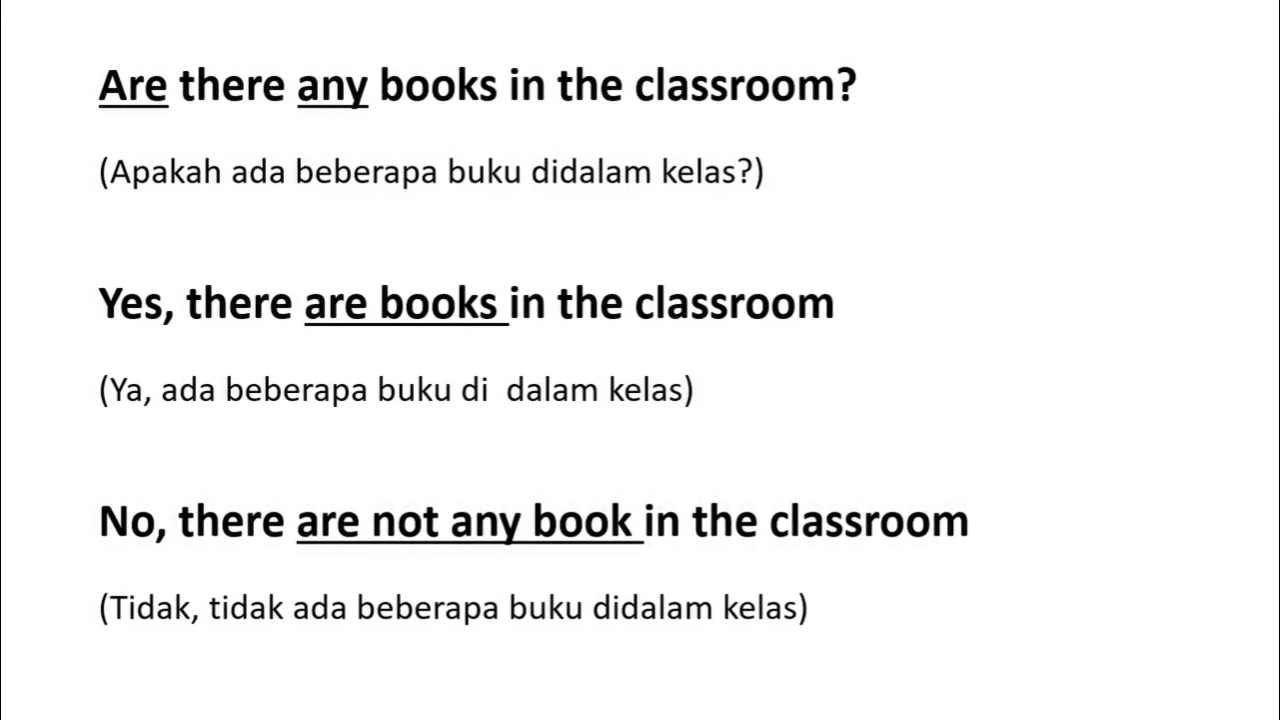 Are there any books in the classroom?
(Apakah ada beberapa buku didalam kelas?)
Yes, there are books in the classroom
(Ya, ada beberapa buku di  dalam kelas)
No, there are not any book in the classroom
(Tidak, tidak ada beberapa buku didalam kelas)